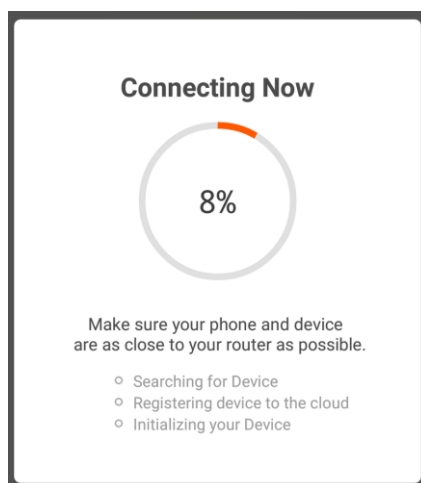 Connecting Now
8%
Make sure your phone and device
are as close to your router as possible.
Searching for Device
Registering device to the cloud
Initializing your Device